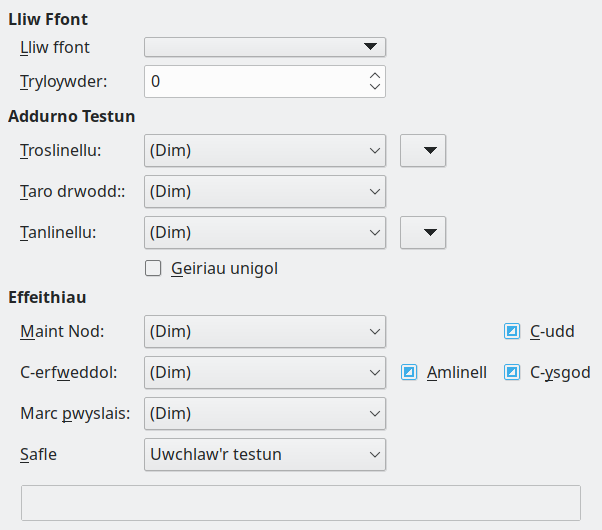 Lliw Ffont
Lliw ffont
Tryloywder: 0
Addurno Testun
Troslinellu: (Dim)
Taro drwodd:: (Dim)
Tanlinellu: (Dim)
Geiriau unigol
Effeithiau
Maint Nod: (Dim) C-udd
C-erfweddol: (Dim) Amlinell C-ysgod
Marc pwyslais: (Dim)
Safle Uwchlaw'r testun